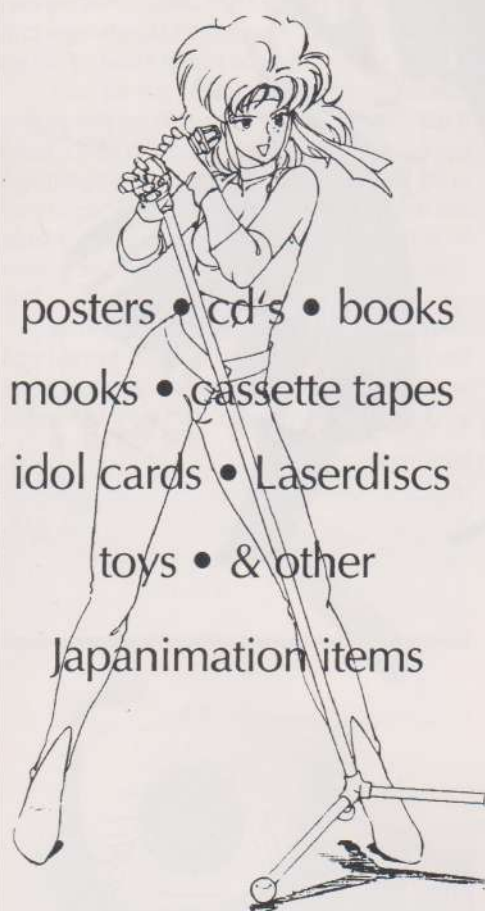 posters • cd's • books
mooks • cassette tapes
idol cards • Laserdiscs
toys • & other
Japanimation items